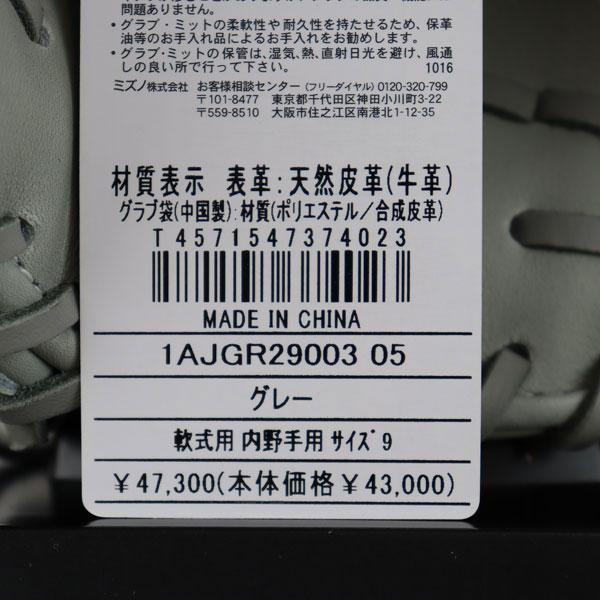 問題ありません。
•グラブ・ミットの柔軟性や耐久性を持たせるため、保革
油等のお手入れ品によるお手入れをお勧めします。
•グラブ・ミットの保管は、湿気、熱、直射日光を避け、風通
しの良い所で行って下さい。 1016
ミズノ株式会社 お客様相談センター (フリーダイヤル) 0120-320-799
〒101-8477 東京都千代田区神田小川町3-22
〒559-8510 大阪市住之江区南港北1-12-35
材質表示 表革:天然皮革(牛革)
グラブ袋(中国製):材質(ポリエステル/合成皮革)
T 4571547374023
MADE IN CHINA
1AJGR29003 05
グレー
軟式用 内野手用 サイズ 9
¥47,300(本体価格¥43,000)